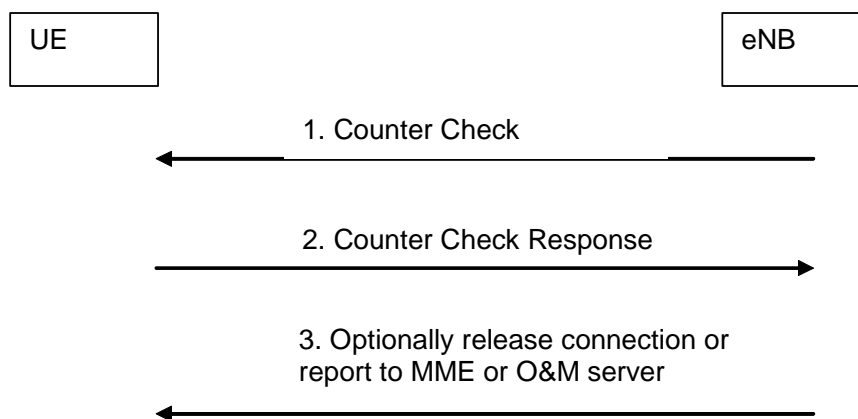 UE
eNB
1. Counter Check
2. Counter Check Response
3. Optionally release connection or
report to MME or O&M server